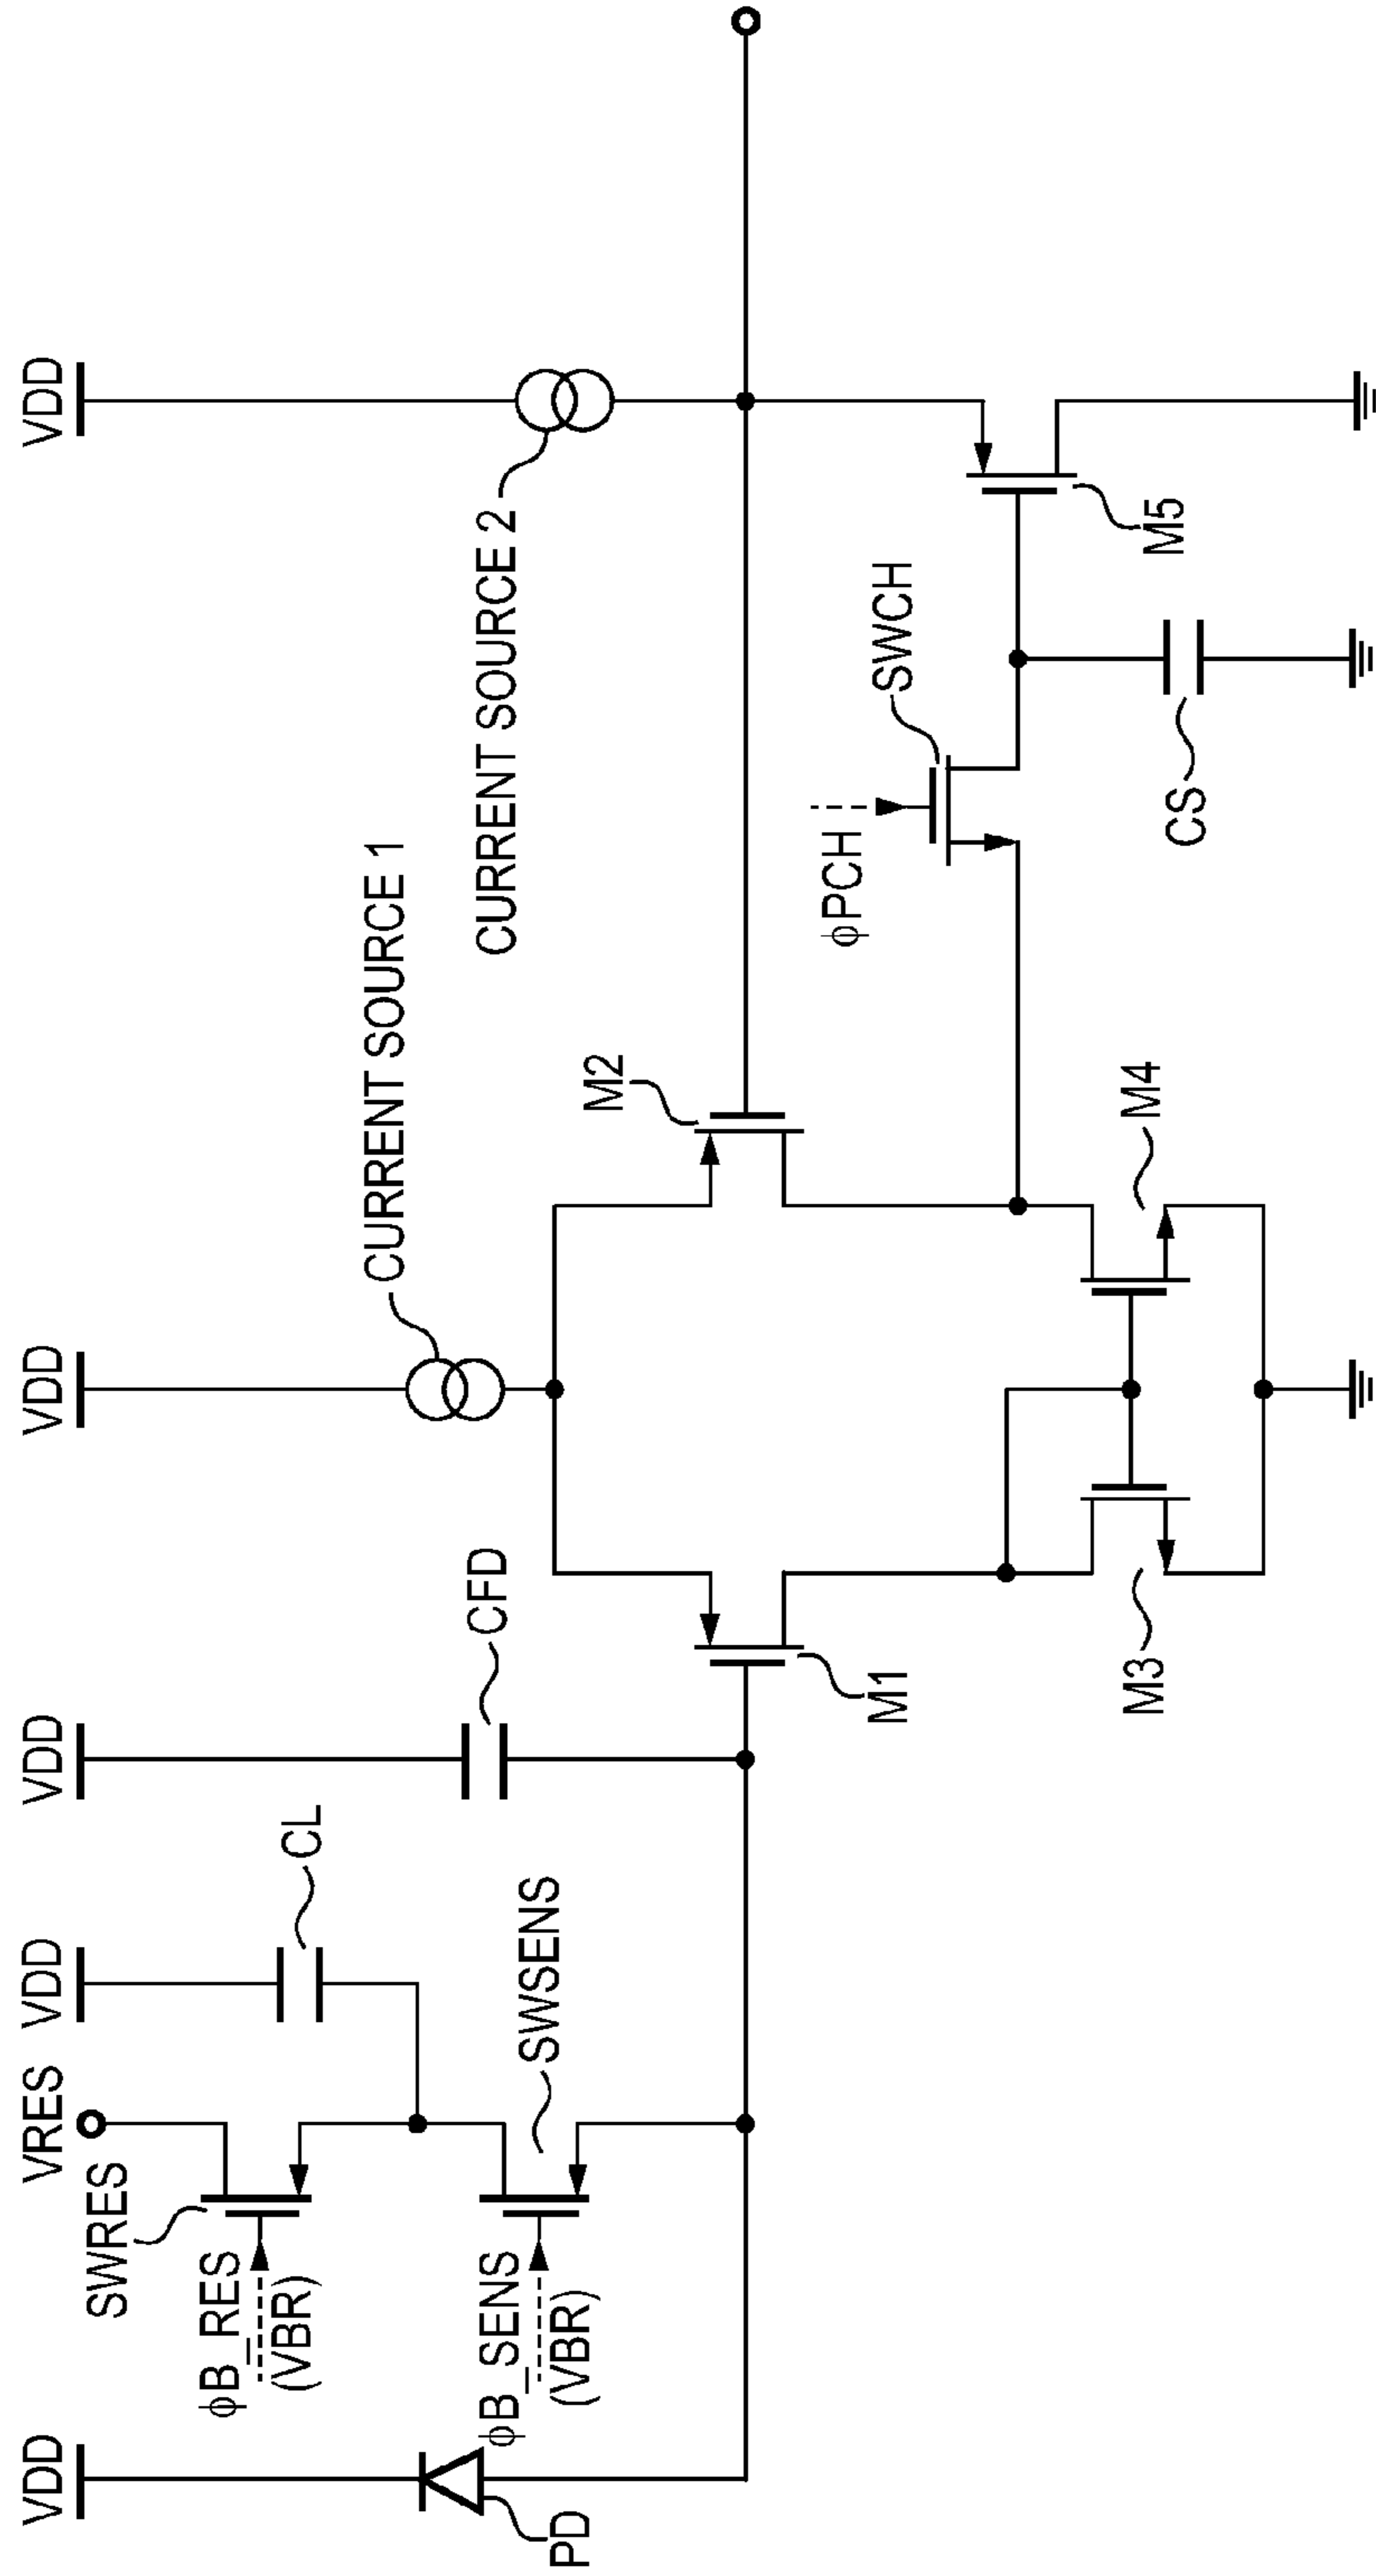 VDD
VRES
VDD
VDD
VDD
VDD
SWRES
CL
ϕB_RES
(VBR)
CURRENT SOURCE 1
CURRENT SOURCE 2
ϕB_SENS
(VBR)
SWSENS
CFD
PD
M2
M1
ϕPCH
SWCH
M3
M4
CS
M5